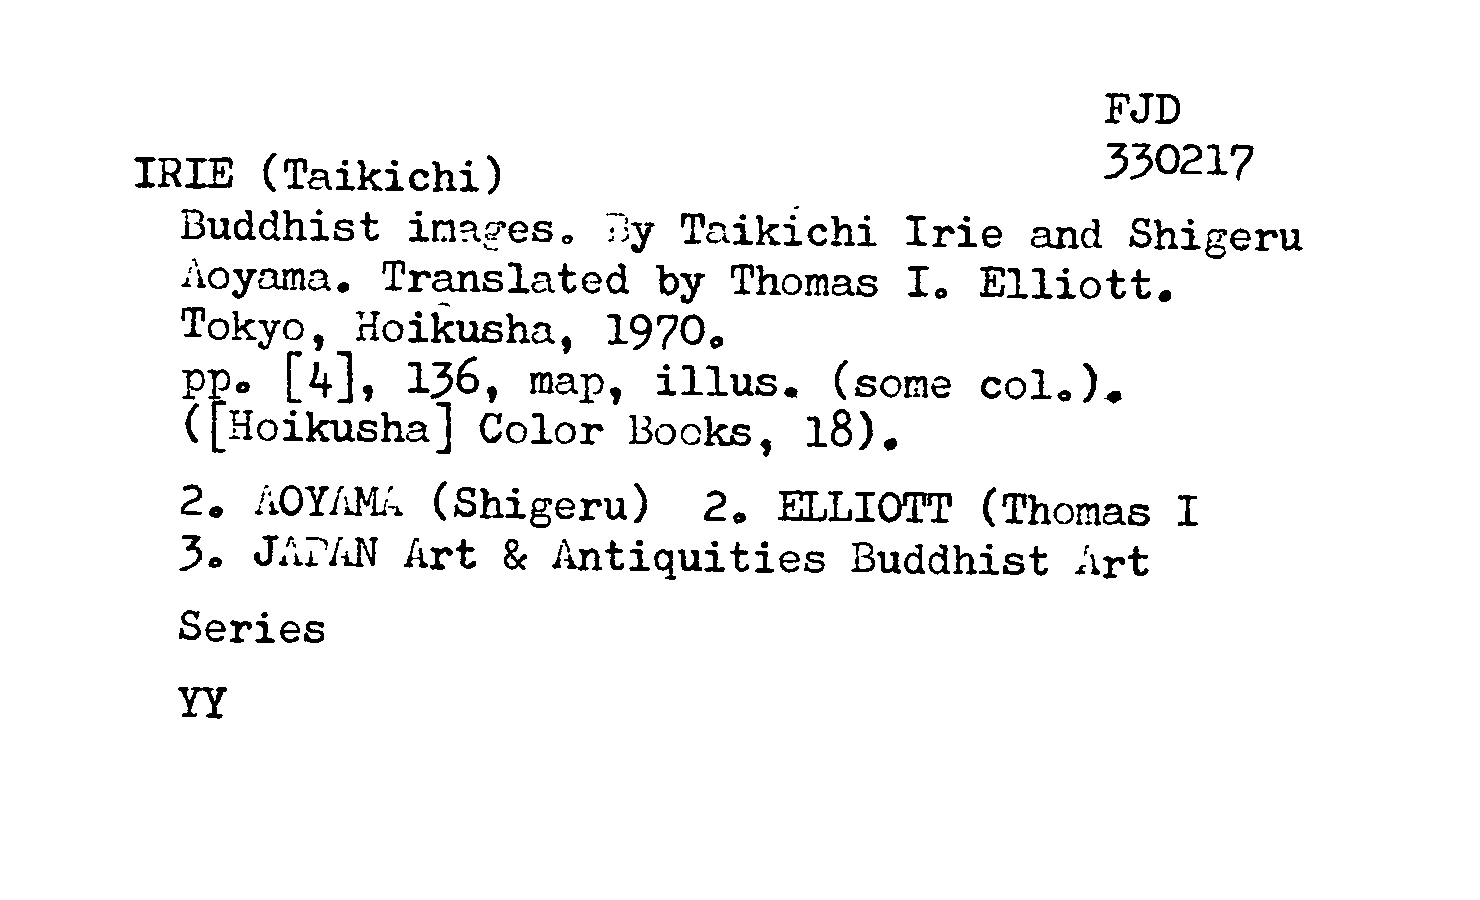 FJD
330217
IRIE (Taikichi)
Buddhist images. By Taikichi Irie and Shigeru
Aoyama. Translated by Thomas I. Elliott.
Tokyo, Hoikusha, 1970.
pp. [4], 136, map, illus. (some col.).
([Hoikusha] Color Books, 18).
2. AOYAMA (Shigeru) 2. ELLIOTT (Thomas I
3. JAPAN Art & Antiquities Buddhist Art
Series
YY